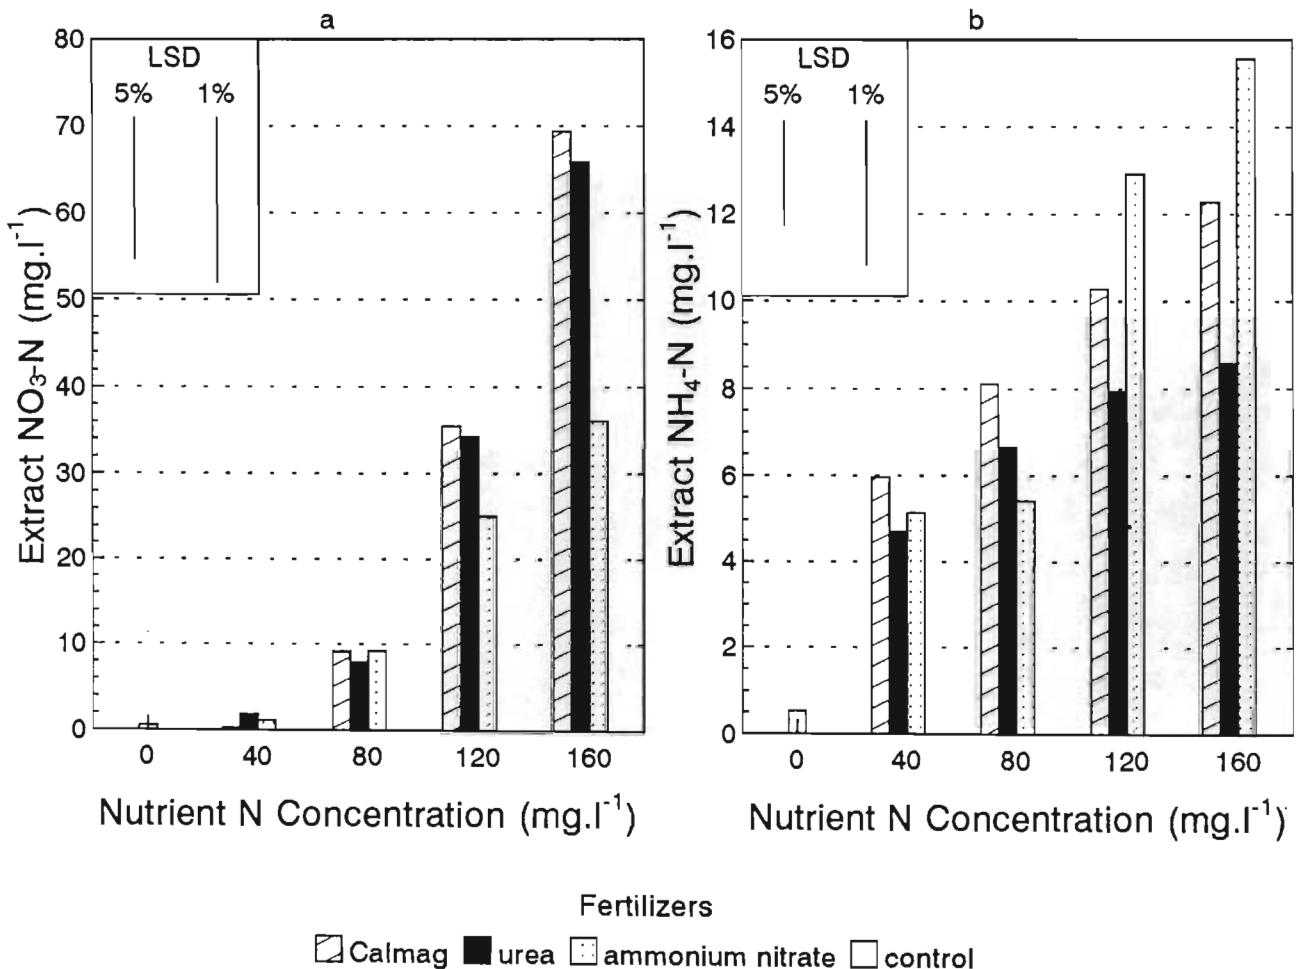 a
80
70
60
50
40
30
20
10
0
LSD
5% 1%
Extract NO₃-N (mg.l⁻¹)
0 40 80 120 160
Nutrient N Concentration (mg.l⁻¹)
b
16
14
12
10
8
6
4
2
0
LSD
5% 1%
Extract NH₄-N (mg.l⁻¹)
0 40 80 120 160
Nutrient N Concentration (mg.l⁻¹)
Fertilizers
Calmag urea ammonium nitrate control